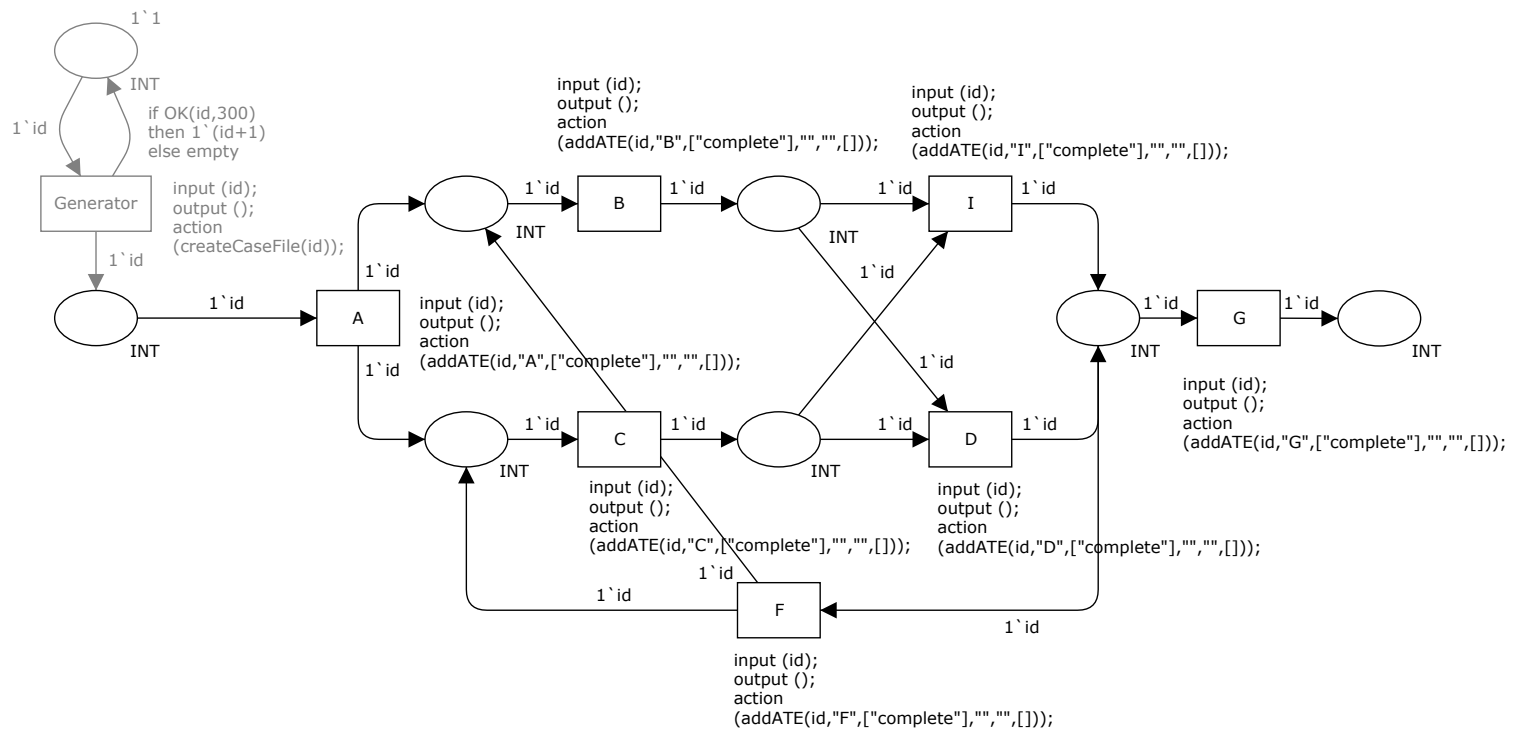 1`1
INT
1`id
if OK(id,300)
then 1`(id+1)
else empty
Generator
input (id);
output ();
action
(createCaseFile(id));
1`id
INT
1`id
A
1`id
1`id
input (id);
output ();
action
(addATE(id,"A",["complete"],"","",[]));
INT
1`id
B
input (id);
output ();
action
(addATE(id,"B",["complete"],"","",[]));
1`id
INT
1`id
I
input (id);
output ();
action
(addATE(id,"I",["complete"],"","",[]));
1`id
1`id
1`id
INT
1`id
C
input (id);
output ();
action
(addATE(id,"C",["complete"],"","",[]));
1`id
INT
1`id
D
input (id);
output ();
action
(addATE(id,"D",["complete"],"","",[]));
1`id
INT
1`id
G
input (id);
output ();
action
(addATE(id,"G",["complete"],"","",[]));
1`id
INT
1`id
1`id
F
1`id
input (id);
output ();
action
(addATE(id,"F",["complete"],"","",[]));